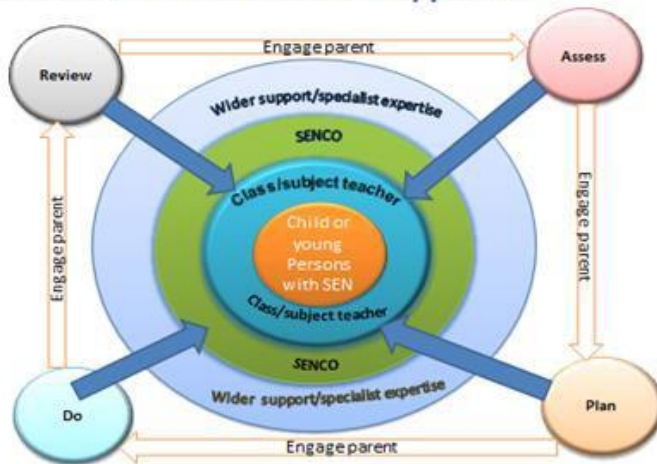 Engage parent
Review
Assess
Wider support/specialist expertise
SENCO
Class/subject teacher
Child or
young
Persons
with SEN
Engage parent
Engage parent
Class/subject teacher
SENCO
Wider support/specialist expertise
Do
Plan
Engage parent